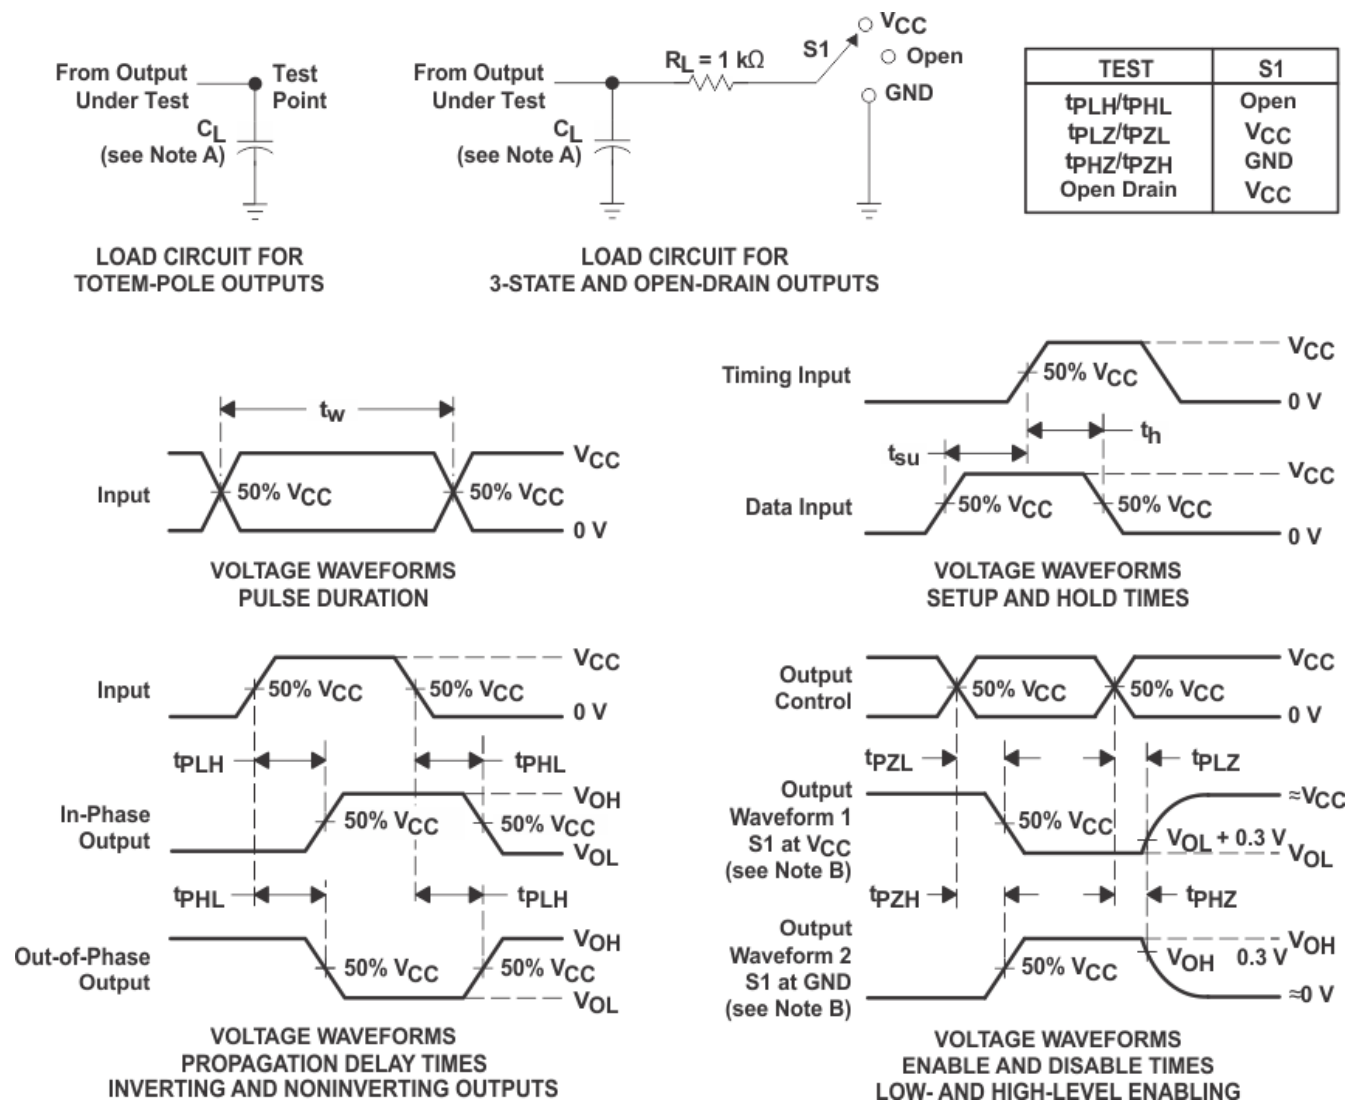 From Output
Under Test
Test
Point
CL
(see Note A)
LOAD CIRCUIT FOR
TOTEM-POLE OUTPUTS
From Output
Under Test
CL
(see Note A)
RL = 1 kΩ
S1
VCC
Open
GND
LOAD CIRCUIT FOR
3-STATE AND OPEN-DRAIN OUTPUTS
TEST S1
tPLH/tPHL Open
tPLZ/tPZL VCC
tPHZ/tPZH GND
Open Drain VCC
tw
Input
50% VCC
50% VCC
VCC
0 V
VOLTAGE WAVEFORMS
PULSE DURATION
Timing Input
50% VCC
VCC
0 V
th
tsu
Data Input
50% VCC
50% VCC
VCC
0 V
VOLTAGE WAVEFORMS
SETUP AND HOLD TIMES
Input
50% VCC
50% VCC
VCC
0 V
tPLH
tPHL
In-Phase
Output
50% VCC
50% VCC
VOH
VOL
tPHL
tPLH
Out-of-Phase
Output
50% VCC
50% VCC
VOH
VOL
VOLTAGE WAVEFORMS
PROPAGATION DELAY TIMES
INVERTING AND NONINVERTING OUTPUTS
Output
Control
50% VCC
50% VCC
VCC
0 V
tPZL
tPLZ
Output
Waveform 1
S1 at VCC
(see Note B)
50% VCC
VOL + 0.3 V
≈VCC
VOL
tPZH
tPHZ
Output
Waveform 2
S1 at GND
(see Note B)
50% VCC
VOH 0.3 V
VOH
≈0 V
VOLTAGE WAVEFORMS
ENABLE AND DISABLE TIMES
LOW- AND HIGH-LEVEL ENABLING